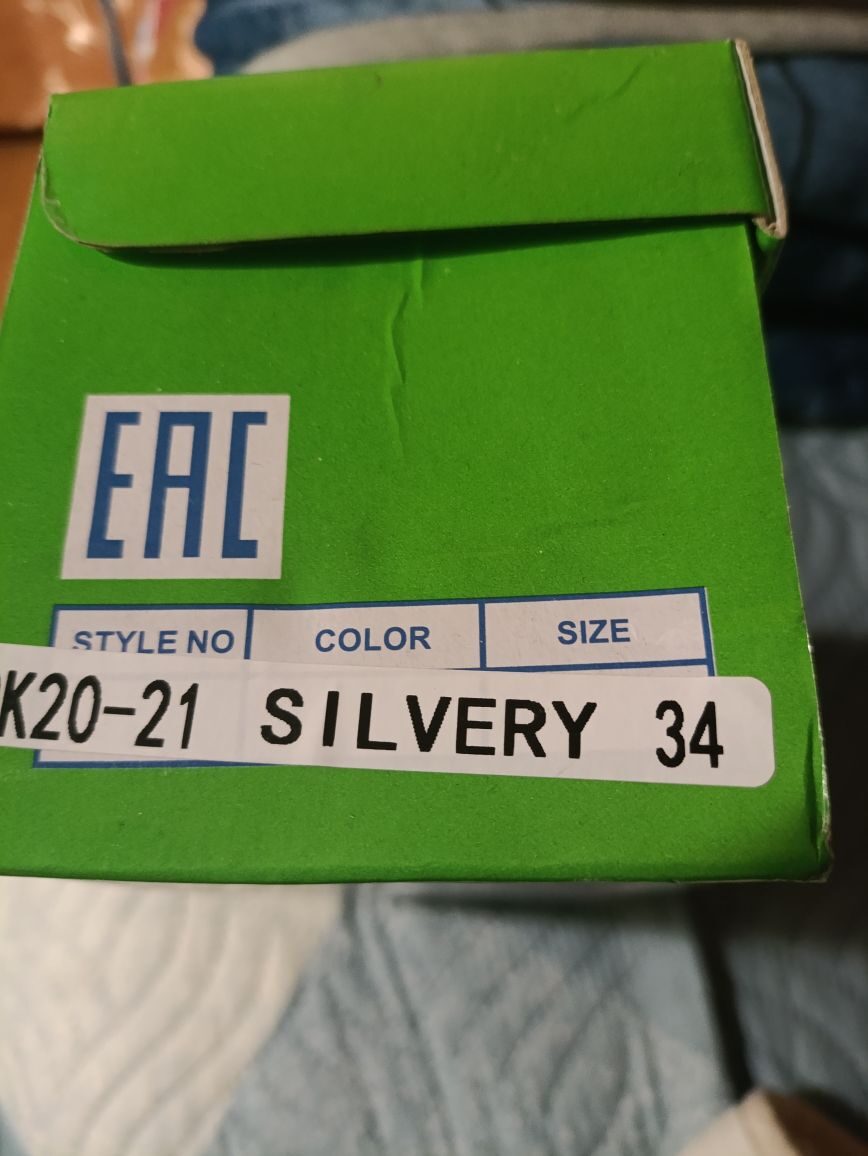 EAC
STYLE NO COLOR SIZE
K20-21 SILVERY 34